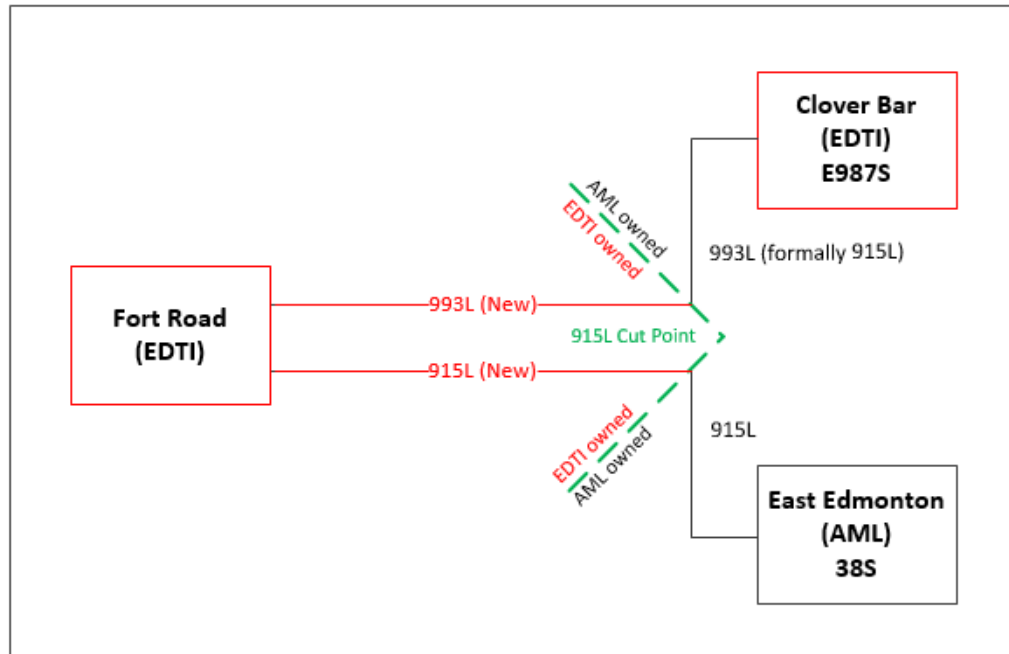 Clover Bar
(EDTI)
E987S
AML owned
EDTI owned
993L (formally 915L)
Fort Road
(EDTI)
993L (New)
915L Cut Point
915L (New)
EDTI owned
AML owned
915L
East Edmonton
(AML)
38S